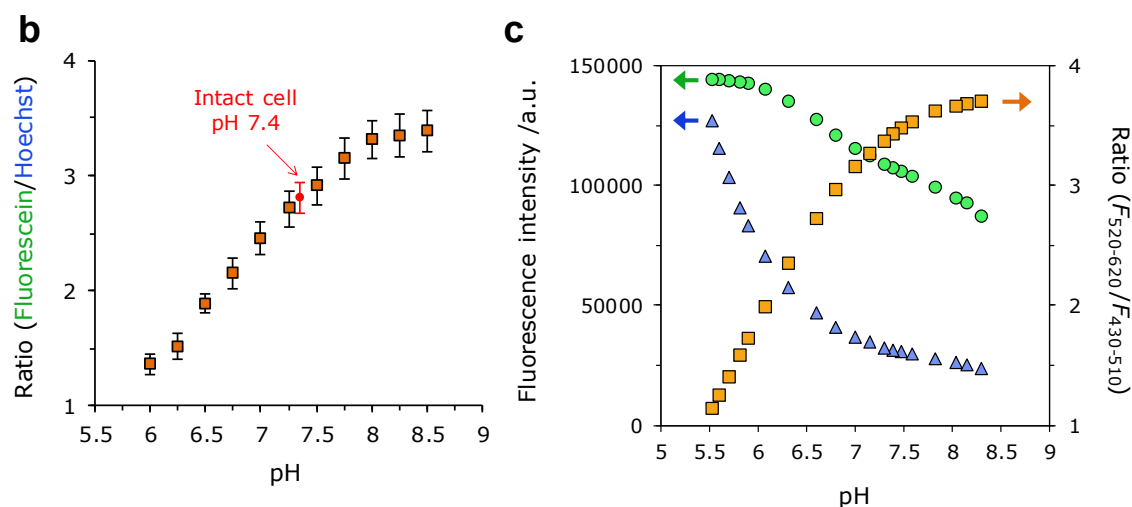 b
Ratio (Fluorescein/Hoechst)
4
3
2
1
Intact cell
pH 7.4
5.5 6 6.5 7 7.5 8 8.5 9
pH
c
Fluorescence intensity /a.u.
150000
100000
50000
0
4
3
2
1
Ratio (F520-620/F430-510)
5 5.5 6 6.5 7 7.5 8 8.5 9
pH